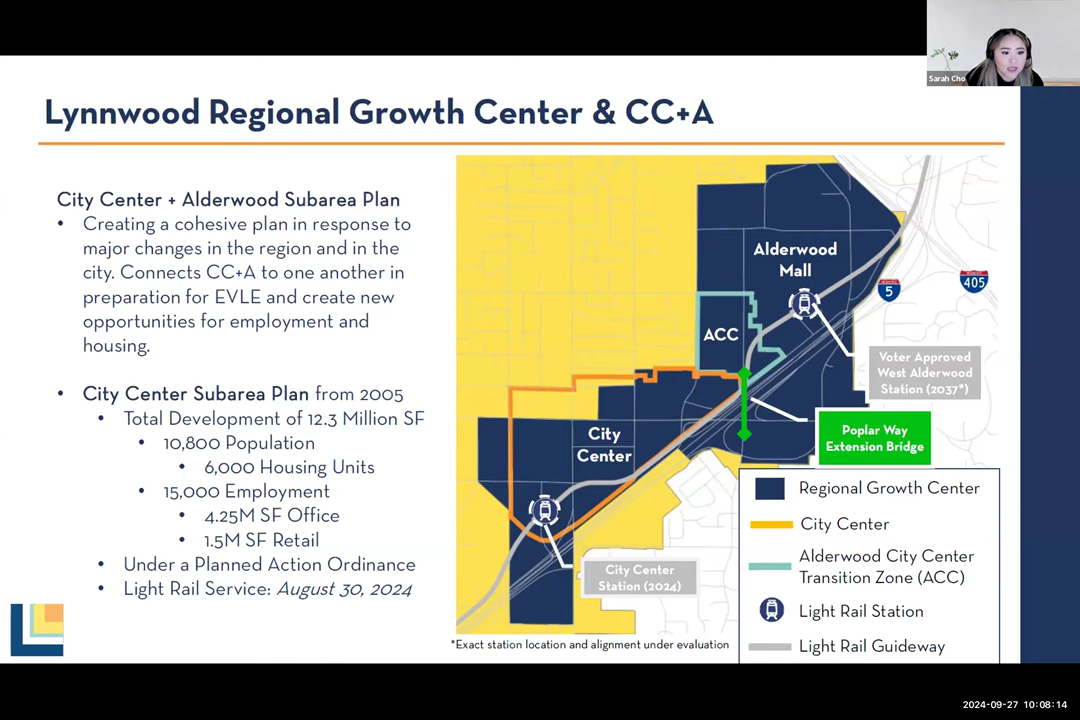 Sarah Cho
Lynnwood Regional Growth Center & CC+A
City Center + Alderwood Subarea Plan
• Creating a cohesive plan in response to
major changes in the region and in the
city. Connects CC+A to one another in
preparation for EVLE and create new
opportunities for employment and
housing.
• City Center Subarea Plan from 2005
• Total Development of 12.3 Million SF
• 10,800 Population
• 6,000 Housing Units
• 15,000 Employment
• 4.25M SF Office
• 1.5M SF Retail
• Under a Planned Action Ordinance
• Light Rail Service: August 30, 2024
Alderwood
Mall
5
405
ACC
Voter Approved
West Alderwood
Station (2037*)
Poplar Way
Extension Bridge
City
Center
City Center
Station (2024)
Regional Growth Center
City Center
Alderwood City Center
Transition Zone (ACC)
Light Rail Station
Light Rail Guideway
*Exact station location and alignment under evaluation
2024-09-27 10:08:14